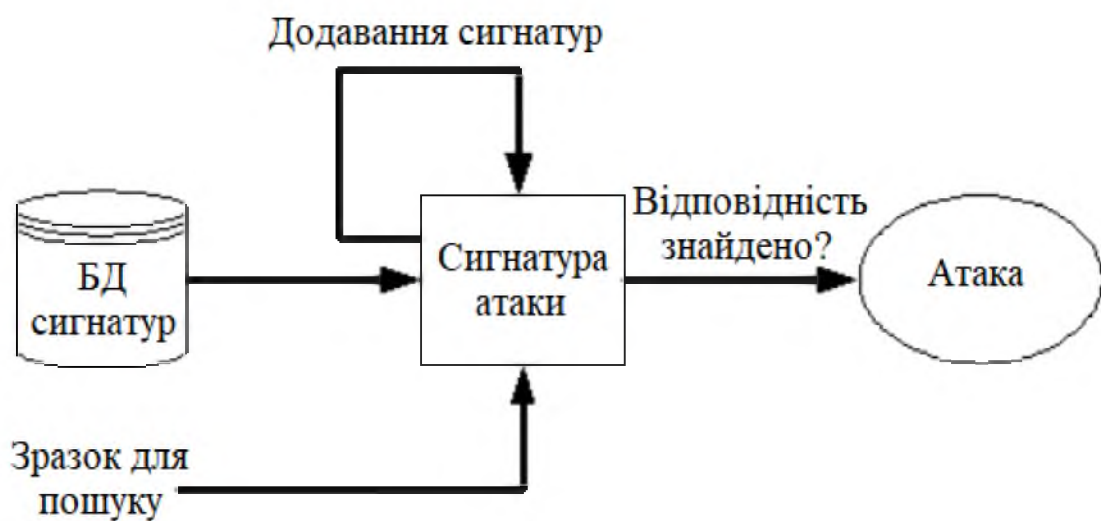 Додавання сигнатур
Відповідність
знайдено?
БД
сигнатур
Сигнатура
атаки
Атака
Зразок для
пошуку